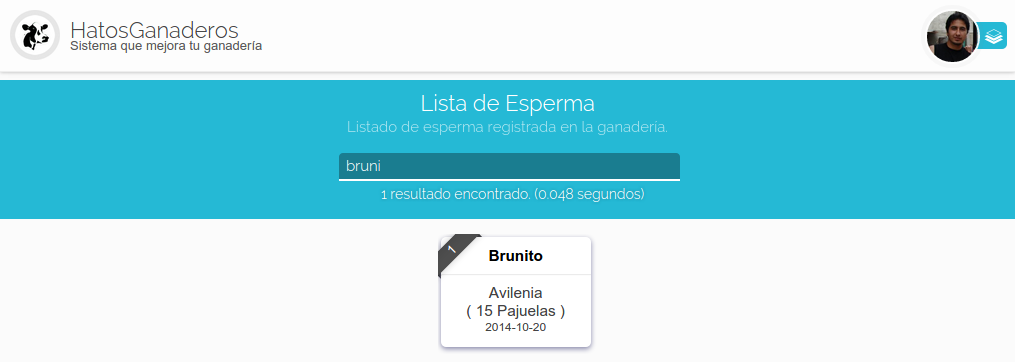 HatosGanaderos
Sistema que mejora tu ganadería
Lista de Esperma
Listado de esperma registrada en la ganadería.
bruni
1 resultado encontrado. (0.048 segundos)
1
Brunito
Avilenia
( 15 Pajuelas )
2014-10-20